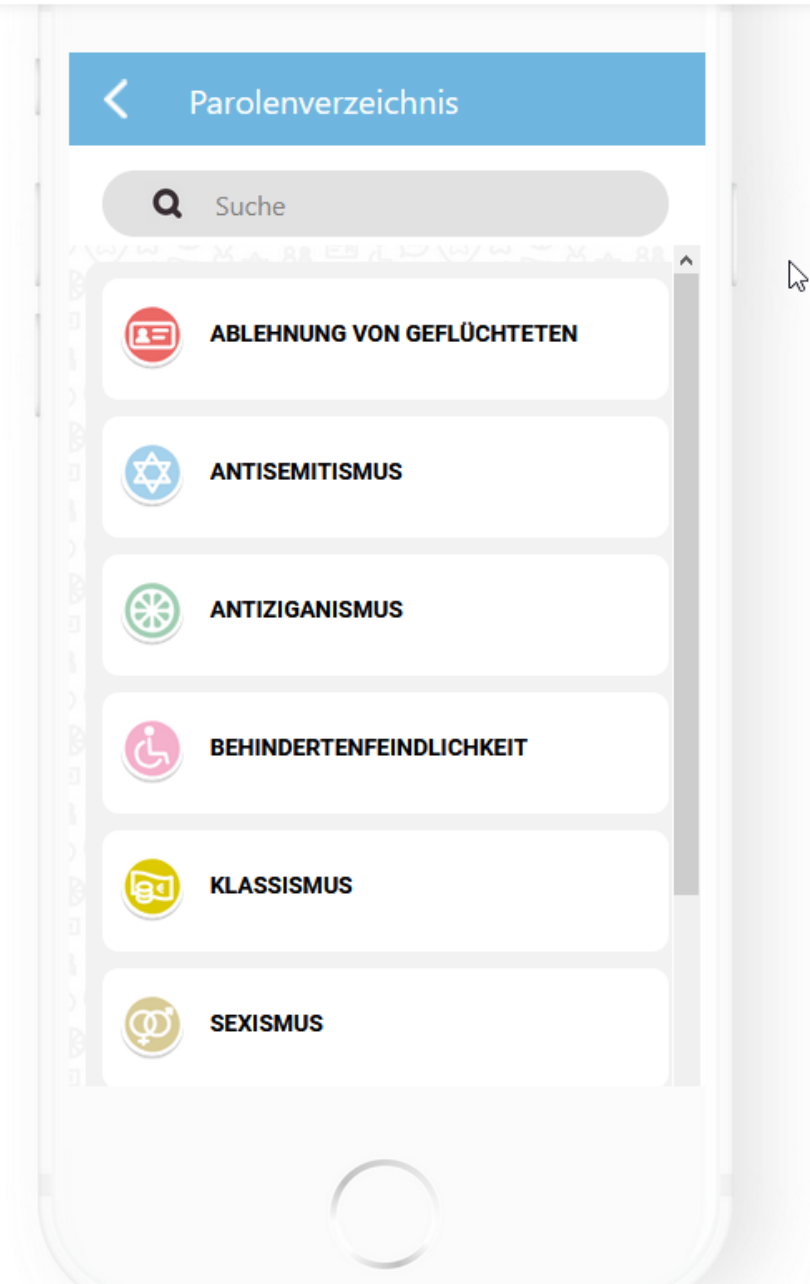 Parolenverzeichnis
Suche
ABLEHNUNG VON GEFLÜCHTETEN
ANTISEMITISMUS
ANTIZIGANISMUS
BEHINDERTENFEINDLICHKEIT
KLASSISMUS
SEXISMUS